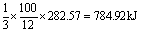 1/3 × 100/12 × 282.57 = 784.92kJ